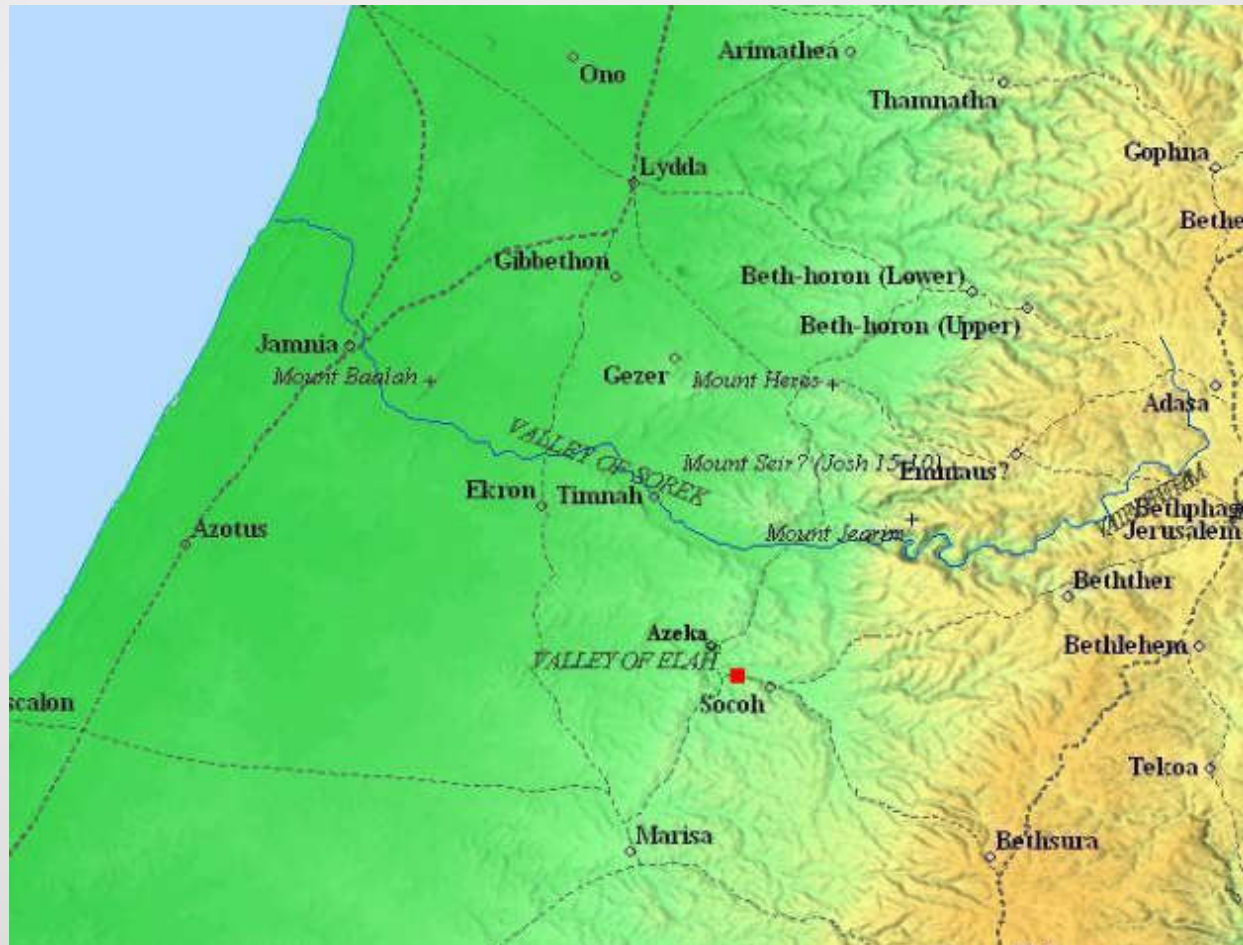 Arimathea
Ono
Thamnatha
Gophna
Lydda
Bethe
Gibbethon
Beth-horon (Lower)
Beth-horon (Upper)
Jamnia
Mount Baalah
Gezer
Mount Heres
Adasa
VALLEY OF SOREK
Mount Seir? (Josh 15:10)
Emmaus?
Ekron
Timnah
Bethphag
Azotus
Mount Jearim
Jerusalem
Bethther
Azeka
Bethlehem
VALLEY OF ELAH
scalon
Socoh
Tekoa
Marisa
Bethsura